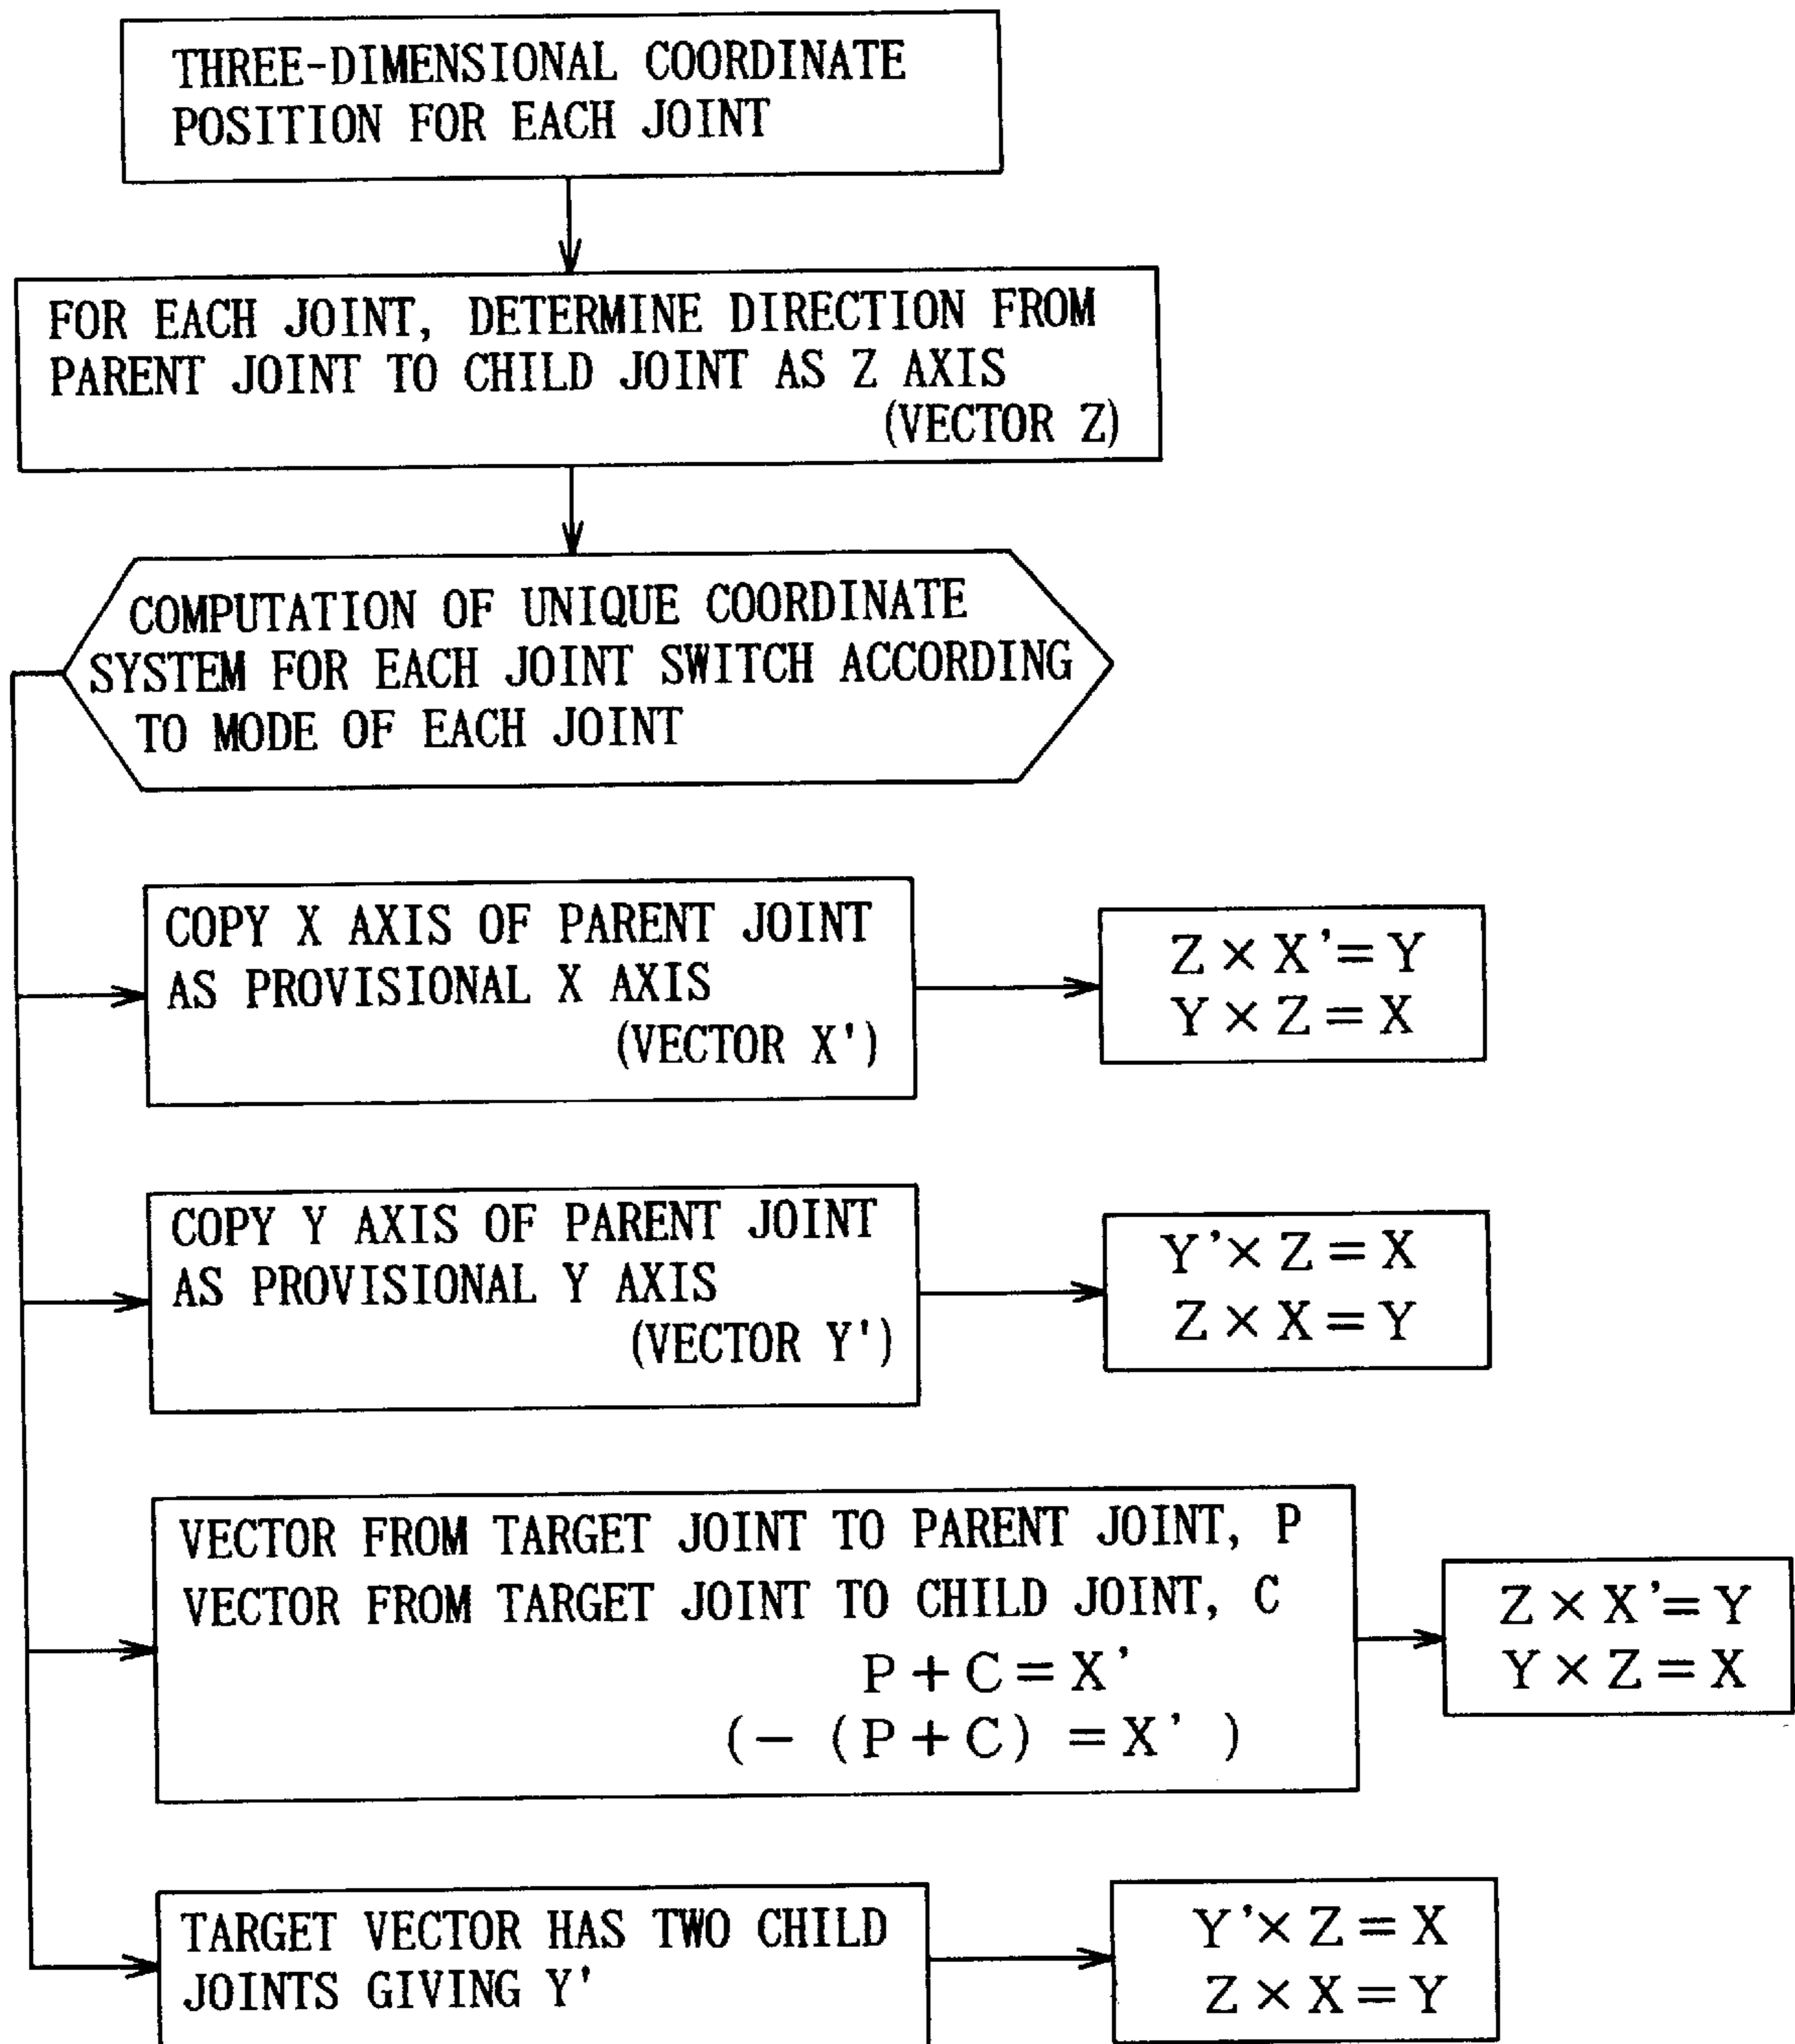 THREE-DIMENSIONAL COORDINATE
POSITION FOR EACH JOINT
FOR EACH JOINT, DETERMINE DIRECTION FROM
PARENT JOINT TO CHILD JOINT AS Z AXIS
(VECTOR Z)
COMPUTATION OF UNIQUE COORDINATE
SYSTEM FOR EACH JOINT SWITCH ACCORDING
TO MODE OF EACH JOINT
COPY X AXIS OF PARENT JOINT
AS PROVISIONAL X AXIS
(VECTOR X')
Z × X' = Y
Y × Z = X
COPY Y AXIS OF PARENT JOINT
AS PROVISIONAL Y AXIS
(VECTOR Y')
Y' × Z = X
Z × X = Y
VECTOR FROM TARGET JOINT TO PARENT JOINT, P
VECTOR FROM TARGET JOINT TO CHILD JOINT, C
P + C = X'
(- (P + C) = X' )
Z × X' = Y
Y × Z = X
TARGET VECTOR HAS TWO CHILD
JOINTS GIVING Y'
Y' × Z = X
Z × X = Y